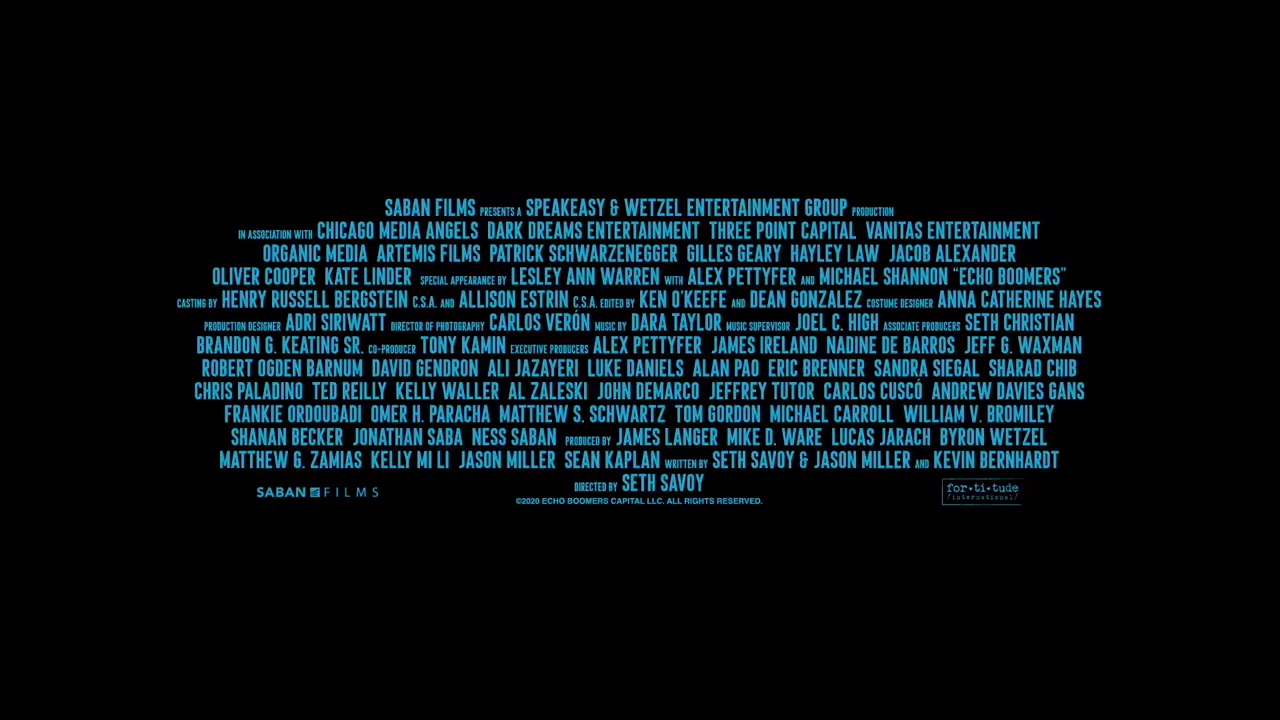 SABAN FILMS PRESENTS A SPEAKEASY & WETZEL ENTERTAINMENT GROUP PRODUCTION
IN ASSOCIATION WITH CHICAGO MEDIA ANGELS DARK DREAMS ENTERTAINMENT THREE POINT CAPITAL VANITAS ENTERTAINMENT
ORGANIC MEDIA ARTEMIS FILMS PATRICK SCHWARZENEGGER GILLES GEARY HAYLEY LAW JACOB ALEXANDER
OLIVER COOPER KATE LINDER SPECIAL APPEARANCE BY LESLEY ANN WARREN WITH ALEX PETTYFER AND MICHAEL SHANNON “ECHO BOOMERS”
CASTING BY HENRY RUSSELL BERGSTEIN C.S.A. AND ALLISON ESTRIN C.S.A. EDITED BY KEN O'KEEFE AND DEAN GONZALEZ COSTUME DESIGNER ANNA CATHERINE HAYES
PRODUCTION DESIGNER ADRI SIRIWATT DIRECTOR OF PHOTOGRAPHY CARLOS VERÓN MUSIC BY DARA TAYLOR MUSIC SUPERVISOR JOEL C. HIGH ASSOCIATE PRODUCERS SETH CHRISTIAN
BRANDON G. KEATING SR. CO-PRODUCER TONY KAMIN EXECUTIVE PRODUCERS ALEX PETTYFER JAMES IRELAND NADINE DE BARROS JEFF G. WAXMAN
ROBERT OGDEN BARNUM DAVID GENDRON ALI JAZAYERI LUKE DANIELS ALAN PAO ERIC BRENNER SANDRA SIEGAL SHARAD CHIB
CHRIS PALADINO TED REILLY KELLY WALLER AL ZALESKI JOHN DEMARCO JEFFREY TUTOR CARLOS CUSCÓ ANDREW DAVIES GANS
FRANKIE ORDOUBADI OMER H. PARACHA MATTHEW S. SCHWARTZ TOM GORDON MICHAEL CARROLL WILLIAM V. BROMILEY
SHANAN BECKER JONATHAN SABA NESS SABAN PRODUCED BY JAMES LANGER MIKE D. WARE LUCAS JARACH BYRON WETZEL
MATTHEW G. ZAMIAS KELLY MI LI JASON MILLER SEAN KAPLAN WRITTEN BY SETH SAVOY & JASON MILLER AND KEVIN BERNHARDT
DIRECTED BY SETH SAVOY
SABAN FILMS
©2020 ECHO BOOMERS CAPITAL LLC. ALL RIGHTS RESERVED.
for•ti•tude
/international/